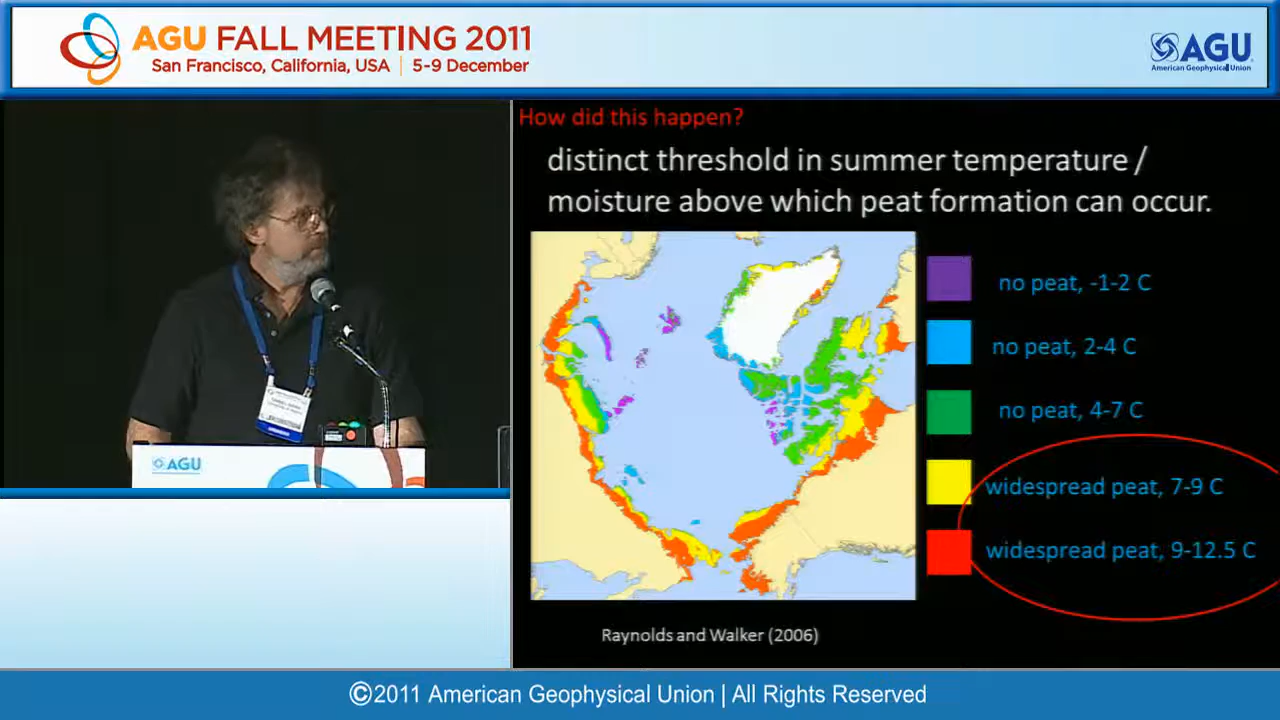 AGU FALL MEETING 2011
San Francisco, California, USA | 5-9 December
AGU
American Geophysical Union
How did this happen?
distinct threshold in summer temperature /
moisture above which peat formation can occur.
no peat, -1-2 C
no peat, 2-4 C
no peat, 4-7 C
widespread peat, 7-9 C
widespread peat, 9-12.5 C
Raynolds and Walker (2006)
AGU
©2011 American Geophysical Union | All Rights Reserved